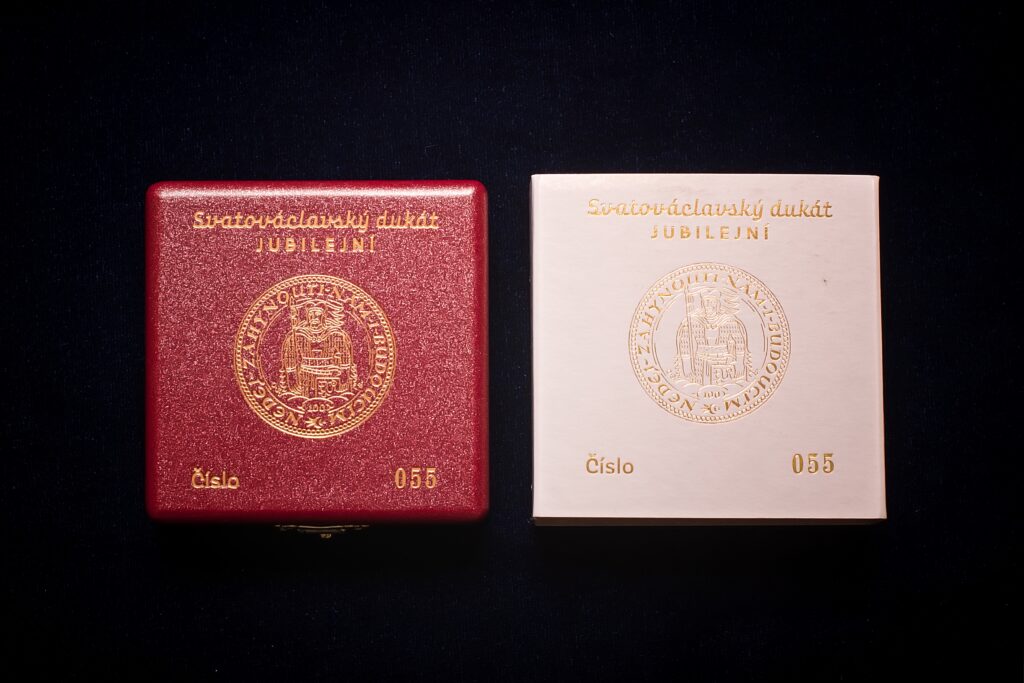 Svatováclavský dukát
JUBILEJNÍ
NEDEJ · ZAHYNOUTI · NÁM · I · BUDOUCÍM
Číslo 055
Svatováclavský dukát
JUBILEJNÍ
NEDEJ · ZAHYNOUTI · NÁM · I · BUDOUCÍM
Číslo 055